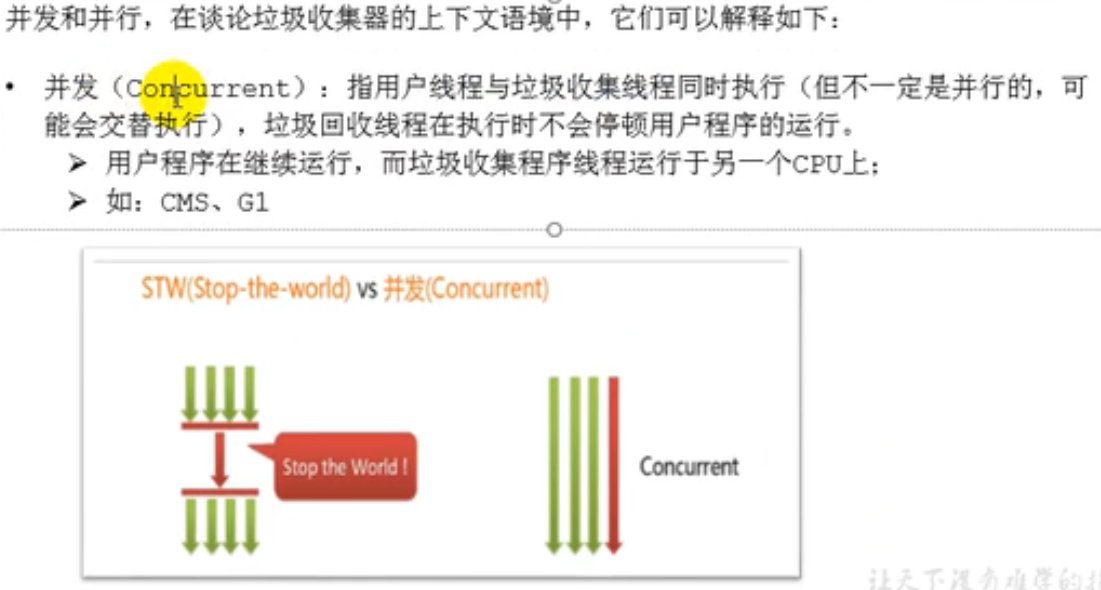 并发和并行，在谈论垃圾收集器的上下文语境中，它们可以解释如下：
• 并发（Concurrent）：指用户线程与垃圾收集线程同时执行（但不一定是并行的，可
能会交替执行），垃圾回收线程在执行时不会停顿用户程序的运行。
➢ 用户程序在继续运行，而垃圾收集程序线程运行于另一个CPU上；
➢ 如：CMS、G1
STW(Stop-the-world) vs 并发(Concurrent)
Stop the World !
Concurrent
让天下没有难学的